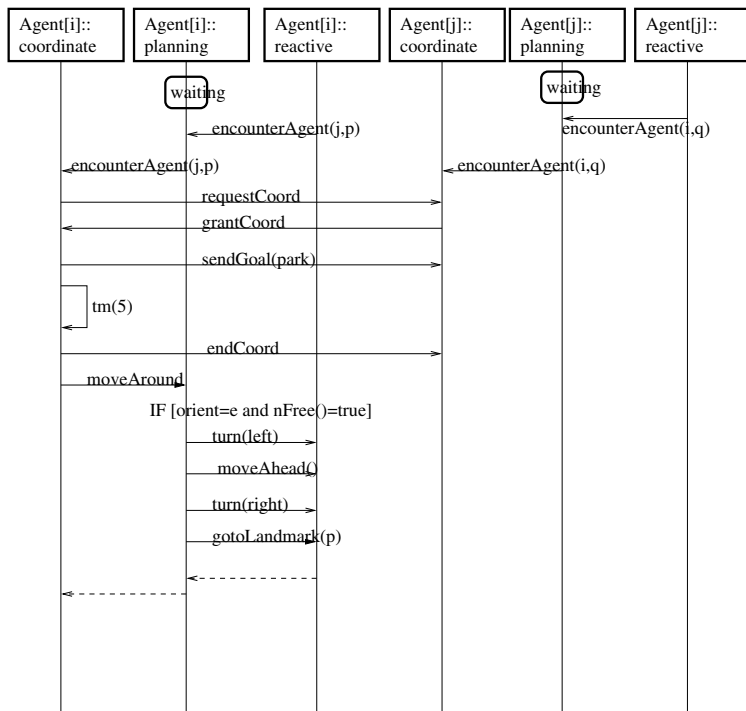 Agent[i]::
coordinate
Agent[i]::
planning
Agent[i]::
reactive
Agent[j]::
coordinate
Agent[j]::
planning
Agent[j]::
reactive
waiting
waiting
encounterAgent(j,p)
encounterAgent(i,q)
encounterAgent(j,p)
encounterAgent(i,q)
requestCoord
grantCoord
sendGoal(park)
tm(5)
endCoord
moveAround
IF [orient=e and nFree()=true]
turn(left)
moveAhead()
turn(right)
gotoLandmark(p)